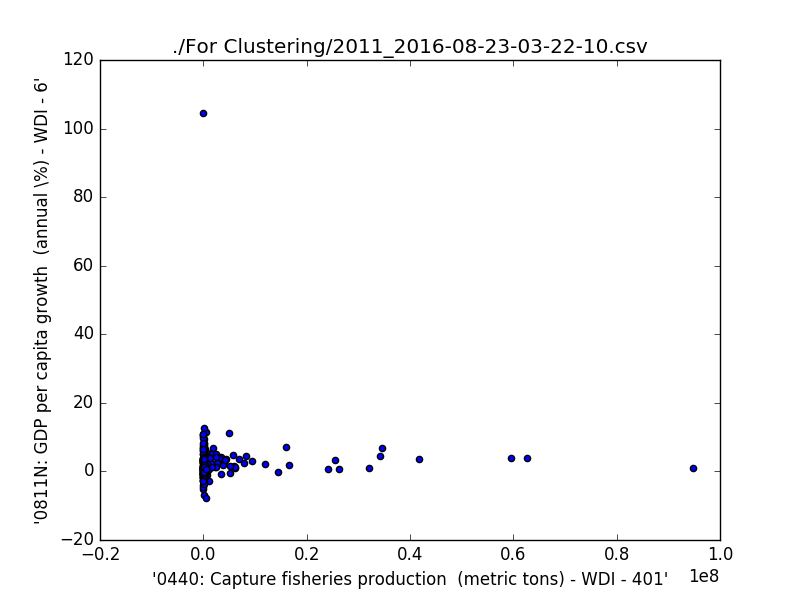 ./For Clustering/2011_2016-08-23-03-22-10.csv
120
100
80
60
40
20
0
−20
'0811N: GDP per capita growth  (annual \%) - WDI - 6'
−0.2 0.0 0.2 0.4 0.6 0.8 1.0
1e8
'0440: Capture fisheries production  (metric tons) - WDI - 401'